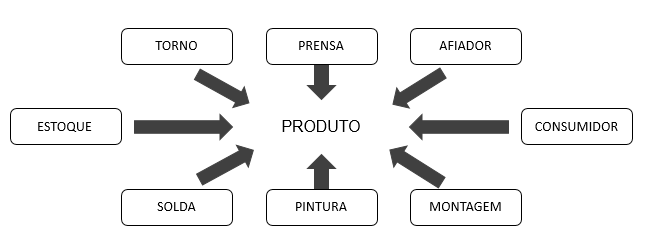 TORNO
PRENSA
AFIADOR
ESTOQUE
PRODUTO
CONSUMIDOR
SOLDA
PINTURA
MONTAGEM